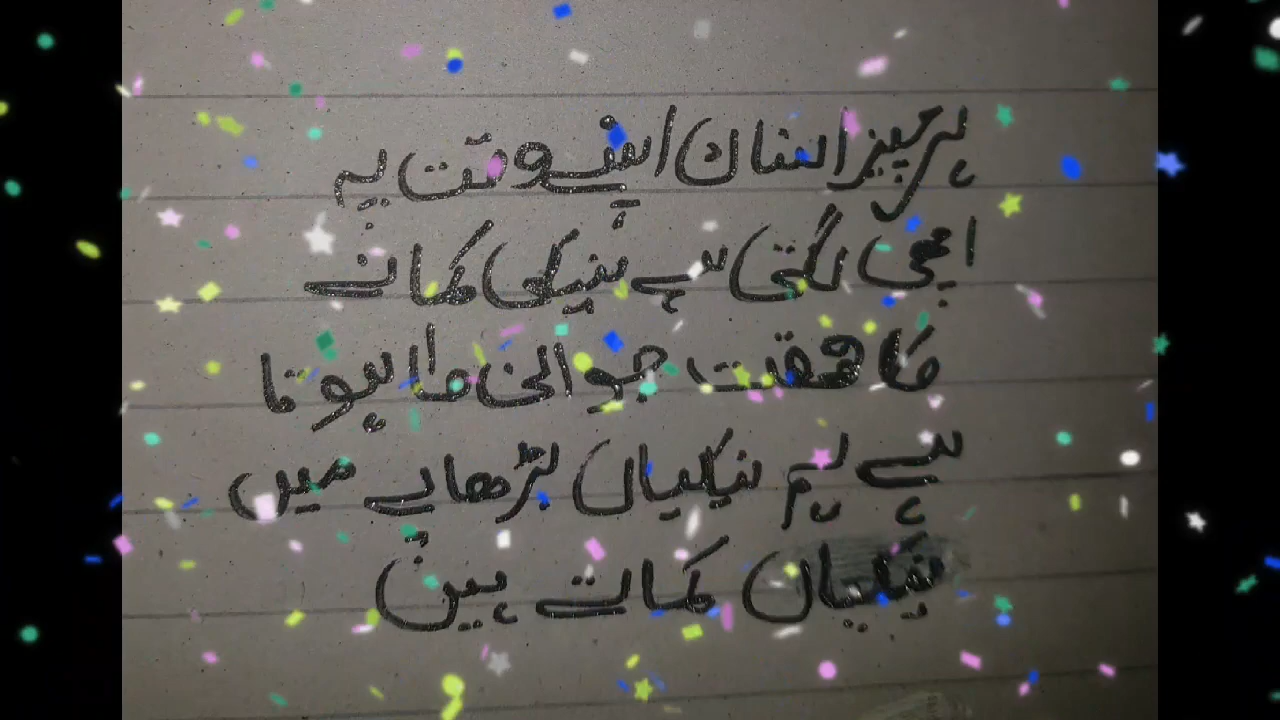 ہر چیز انسان اپنے وقت پہ
اچھی لگتی ہے نیکی کمانے
کا وقت جوانی کا ہوتا
ہے ہم نیکیاں بڑھاپے میں
نیکیاں کماتے ہیں